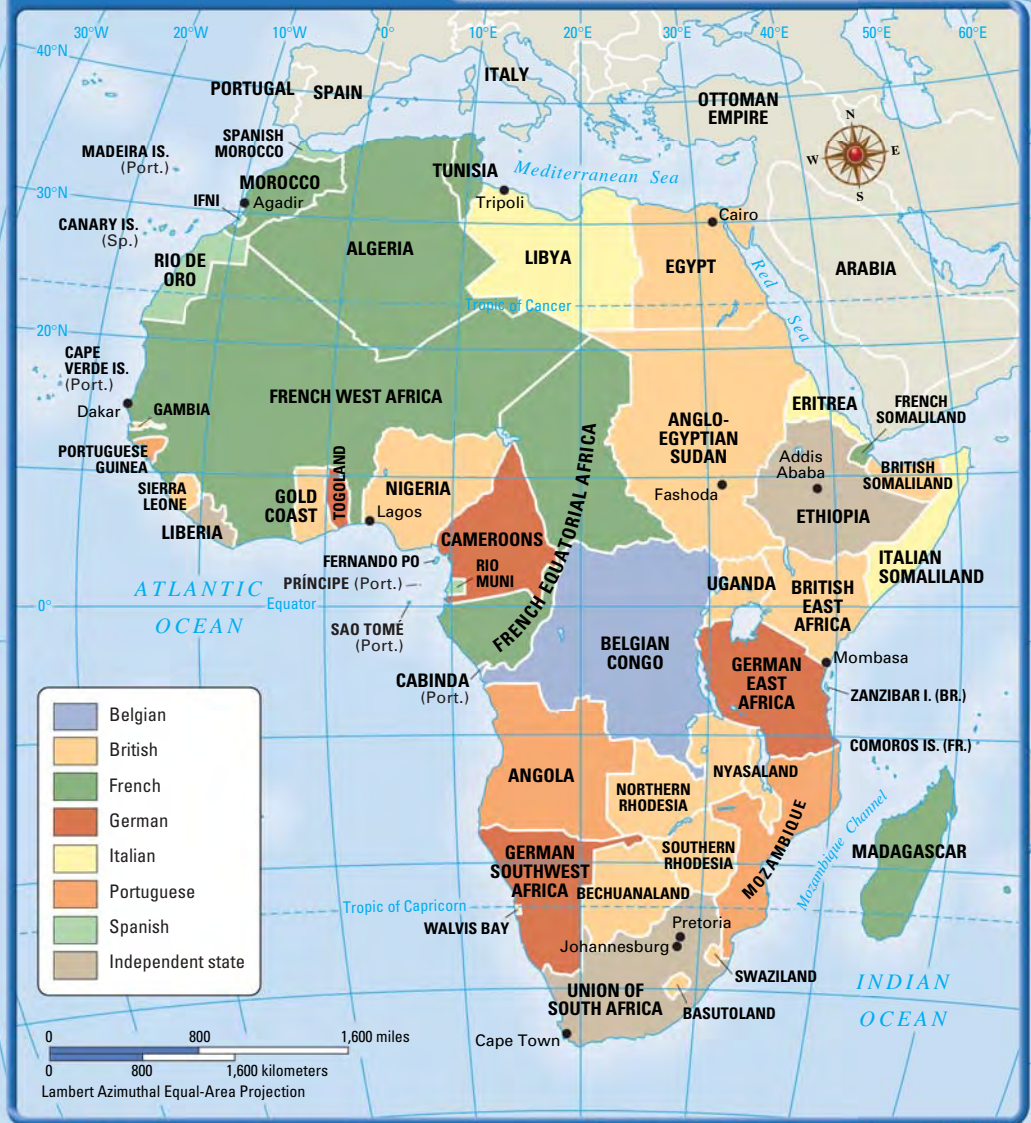 30°W 20°W 10°W 0° 10°E 20°E 30°E 40°E 50°E 60°E
40°N
PORTUGAL
SPAIN
ITALY
OTTOMAN
EMPIRE
N
W
E
S
SPANISH
MOROCCO
MADEIRA IS.
(Port.)
30°N
MOROCCO
IFNI
Agadir
CANARY IS.
(Sp.)
RIO DE
ORO
ALGERIA
TUNISIA
Mediterranean Sea
Tripoli
LIBYA
Cairo
EGYPT
Red
Sea
ARABIA
Tropic of Cancer
20°N
CAPE
VERDE IS.
(Port.)
Dakar
GAMBIA
FRENCH WEST AFRICA
PORTUGUESE
GUINEA
SIERRA
LEONE
LIBERIA
GOLD
COAST
TOGOLAND
NIGERIA
Lagos
CAMEROONS
FRENCH EQUATORIAL AFRICA
ANGLO-
EGYPTIAN
SUDAN
Fashoda
ERITREA
FRENCH
SOMALILAND
Addis
Ababa
BRITISH
SOMALILAND
ETHIOPIA
ITALIAN
SOMALILAND
FERNANDO PO
PRÍNCIPE (Port.)
RIO
MUNI
ATLANTIC
OCEAN
Equator
0°
SAO TOMÉ
(Port.)
CABINDA
(Port.)
BELGIAN
CONGO
UGANDA
BRITISH
EAST
AFRICA
GERMAN
EAST
AFRICA
Mombasa
ZANZIBAR I. (BR.)
COMOROS IS. (FR.)
ANGOLA
NORTHERN
RHODESIA
NYASALAND
MOZAMBIQUE
Mozambique Channel
MADAGASCAR
GERMAN
SOUTHWEST
AFRICA
SOUTHERN
RHODESIA
BECHUANALAND
Tropic of Capricorn
WALVIS BAY
Pretoria
Johannesburg
SWAZILAND
UNION OF
SOUTH AFRICA
BASUTOLAND
Cape Town
INDIAN
OCEAN
Belgian
British
French
German
Italian
Portuguese
Spanish
Independent state
0 800 1,600 miles
0 800 1,600 kilometers
Lambert Azimuthal Equal-Area Projection